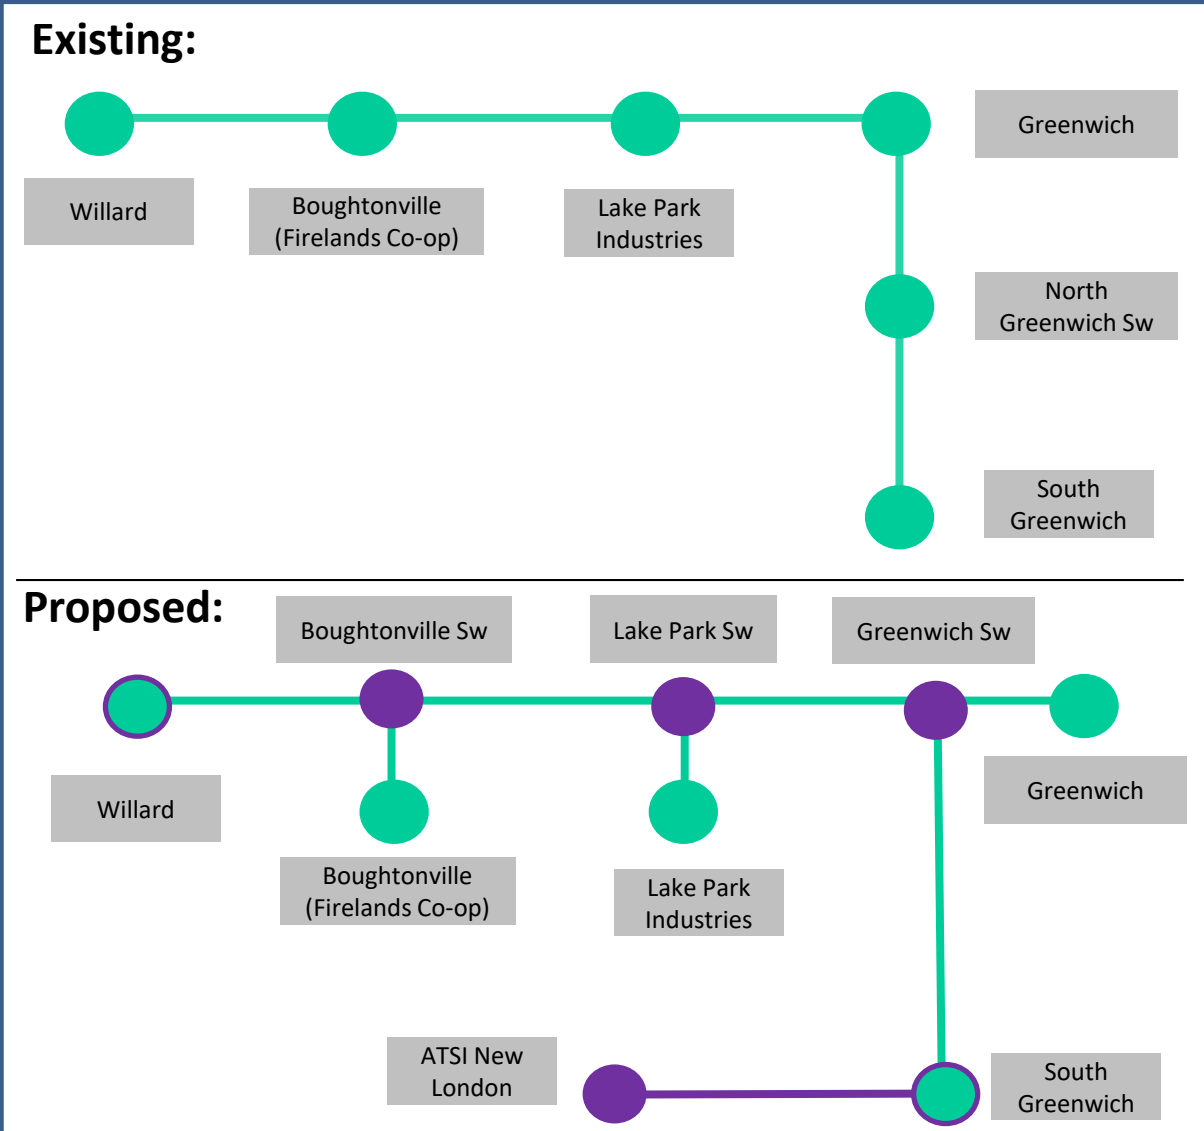 Existing:
Greenwich
Willard
Boughtonville
(Firelands Co-op)
Lake Park
Industries
North
Greenwich Sw
South
Greenwich
Proposed:
Boughtonville Sw
Lake Park Sw
Greenwich Sw
Willard
Greenwich
Boughtonville
(Firelands Co-op)
Lake Park
Industries
ATSI New
London
South
Greenwich